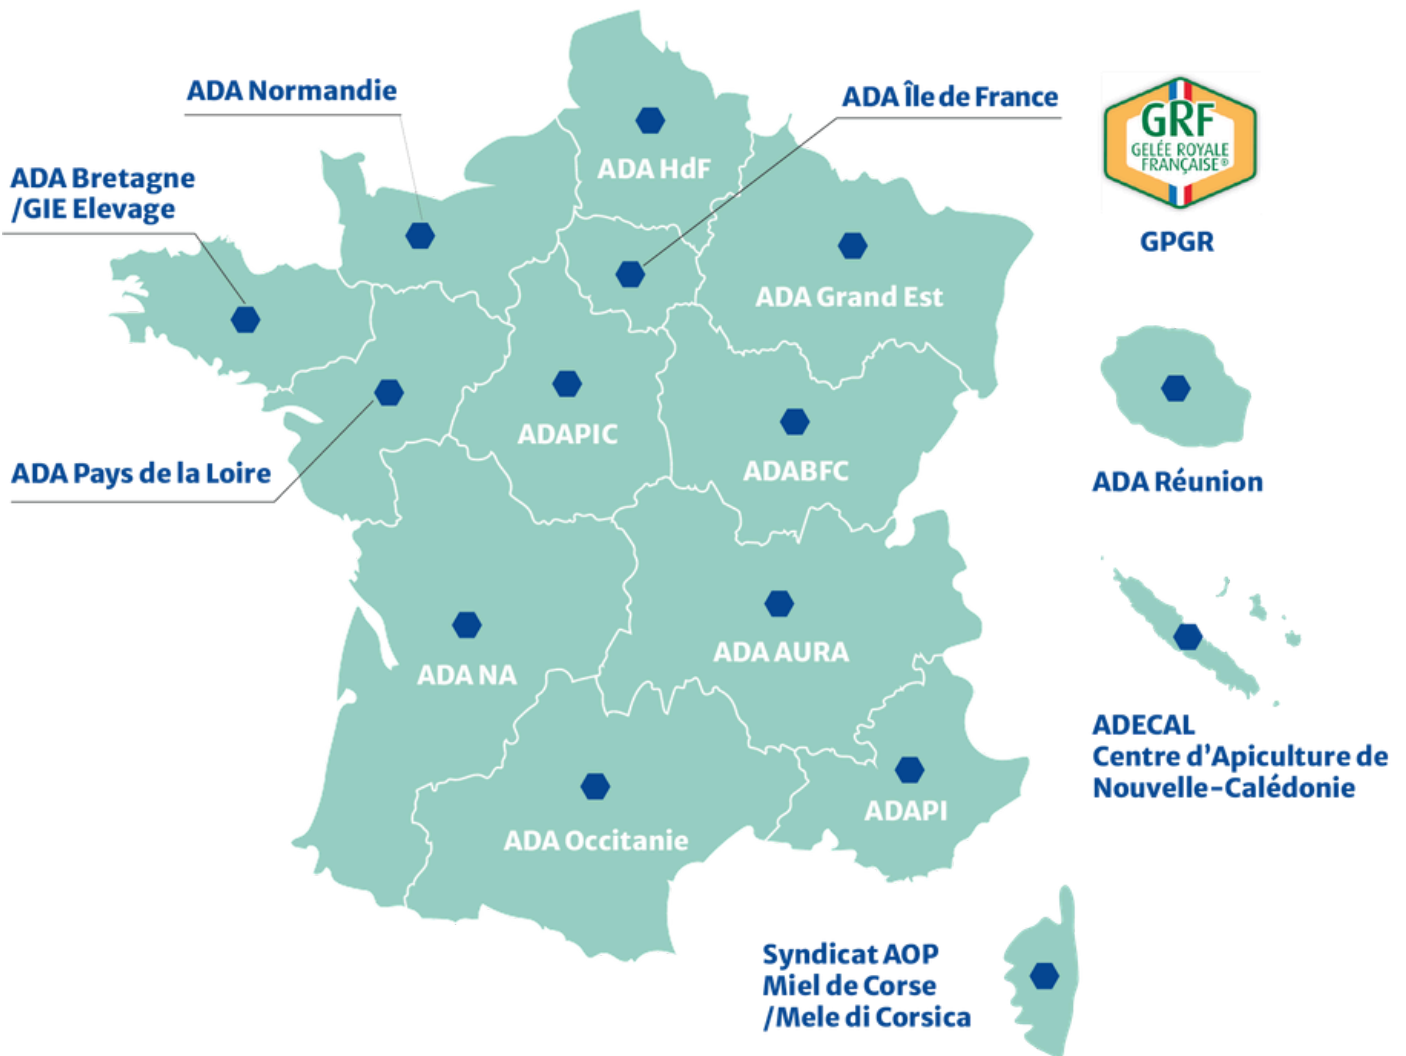 ADA Normandie
ADA Île de France
GRF
GELÉE ROYALE
FRANÇAISE®
ADA HdF
ADA Bretagne
/GIE Elevage
GPGR
ADA Grand Est
ADAPIC
ADABFC
ADA Pays de la Loire
ADA Réunion
ADA NA
ADA AURA
ADECAL
Centre d’Apiculture de
Nouvelle-Calédonie
ADAPI
ADA Occitanie
Syndicat AOP
Miel de Corse
/Mele di Corsica